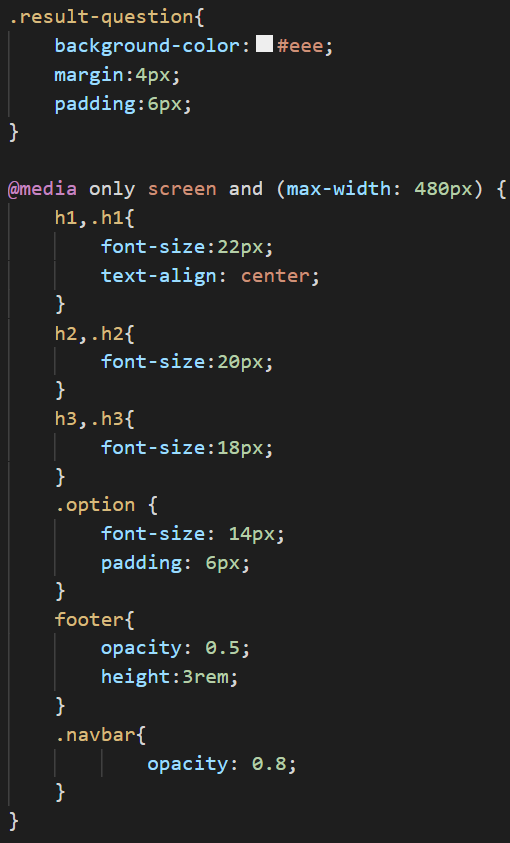 .result-question{
    background-color: #eee;
    margin:4px;
    padding:6px;
}

@media only screen and (max-width: 480px) {
    h1,.h1{
        font-size:22px;
        text-align: center;
    }
    h2,.h2{
        font-size:20px;
    }
    h3,.h3{
        font-size:18px;
    }
    .option {
        font-size: 14px;
        padding: 6px;
    }
    footer{
        opacity: 0.5;
        height:3rem;
    }
    .navbar{
            opacity: 0.8;
    }
}